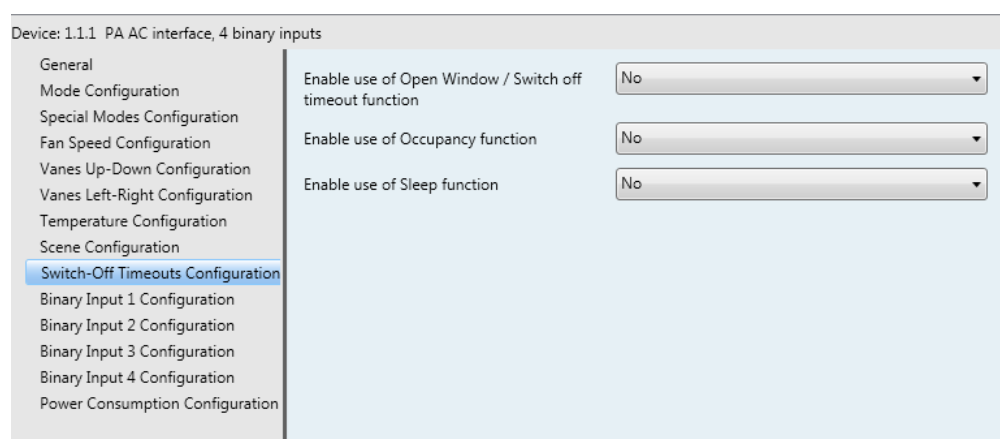 Device: 1.1.1 PA AC interface, 4 binary inputs
General
Mode Configuration
Special Modes Configuration
Fan Speed Configuration
Vanes Up-Down Configuration
Vanes Left-Right Configuration
Temperature Configuration
Scene Configuration
Switch-Off Timeouts Configuration
Binary Input 1 Configuration
Binary Input 2 Configuration
Binary Input 3 Configuration
Binary Input 4 Configuration
Power Consumption Configuration
Enable use of Open Window / Switch off
timeout function
No
Enable use of Occupancy function
No
Enable use of Sleep function
No